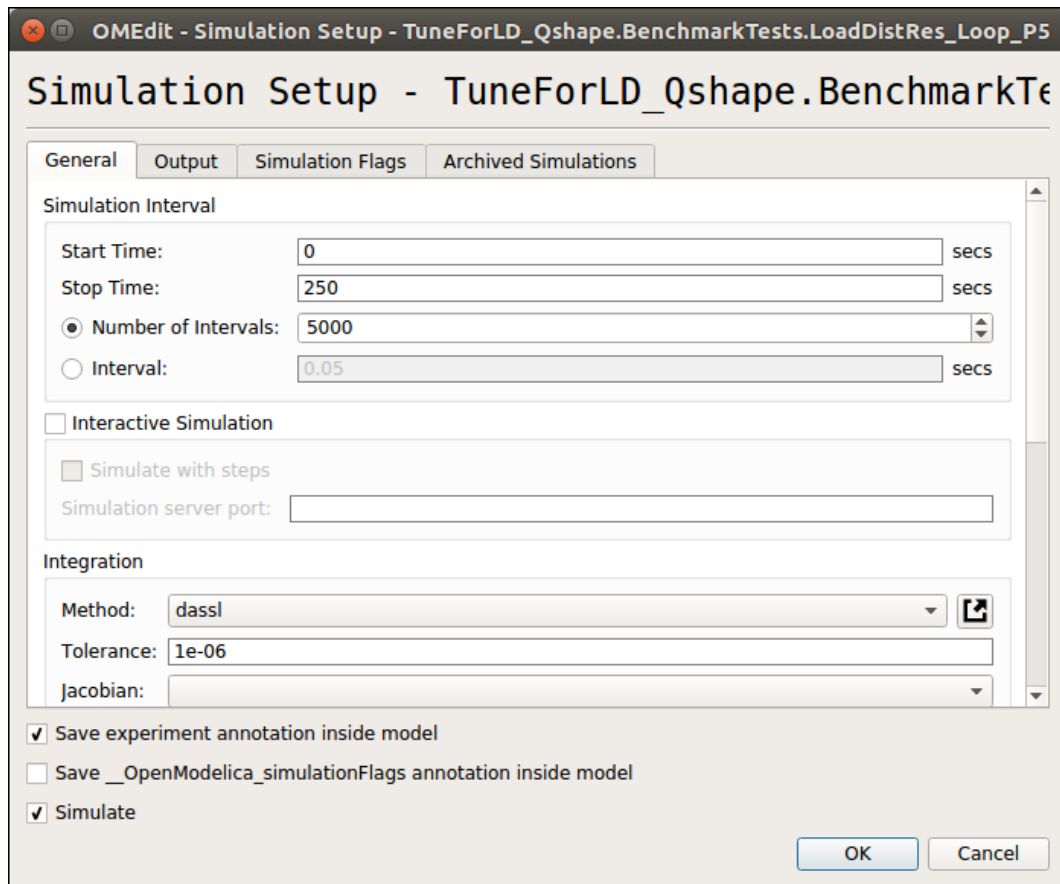 OMEdit - Simulation Setup - TuneForLD_Qshape.BenchmarkTests.LoadDistRes_Loop_P5
Simulation Setup - TuneForLD_Qshape.BenchmarkTe
General Output Simulation Flags Archived Simulations
Simulation Interval
Start Time: 0 secs
Stop Time: 250 secs
Number of Intervals: 5000
Interval: 0.05 secs
Interactive Simulation
Simulate with steps
Simulation server port:
Integration
Method: dassl
Tolerance: 1e-06
Jacobian:
Save experiment annotation inside model
Save __OpenModelica_simulationFlags annotation inside model
Simulate
OK Cancel